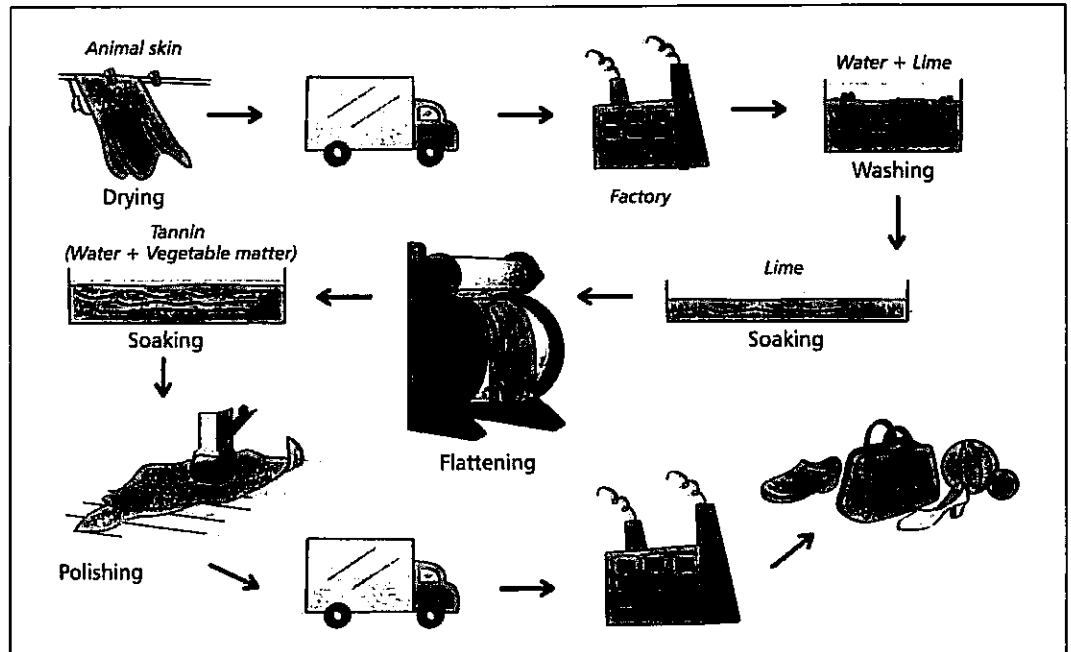 Animal skin
Drying
Factory
Water + Lime
Washing
Lime
Soaking
Flattening
Tannin
(Water + Vegetable matter)
Soaking
Polishing